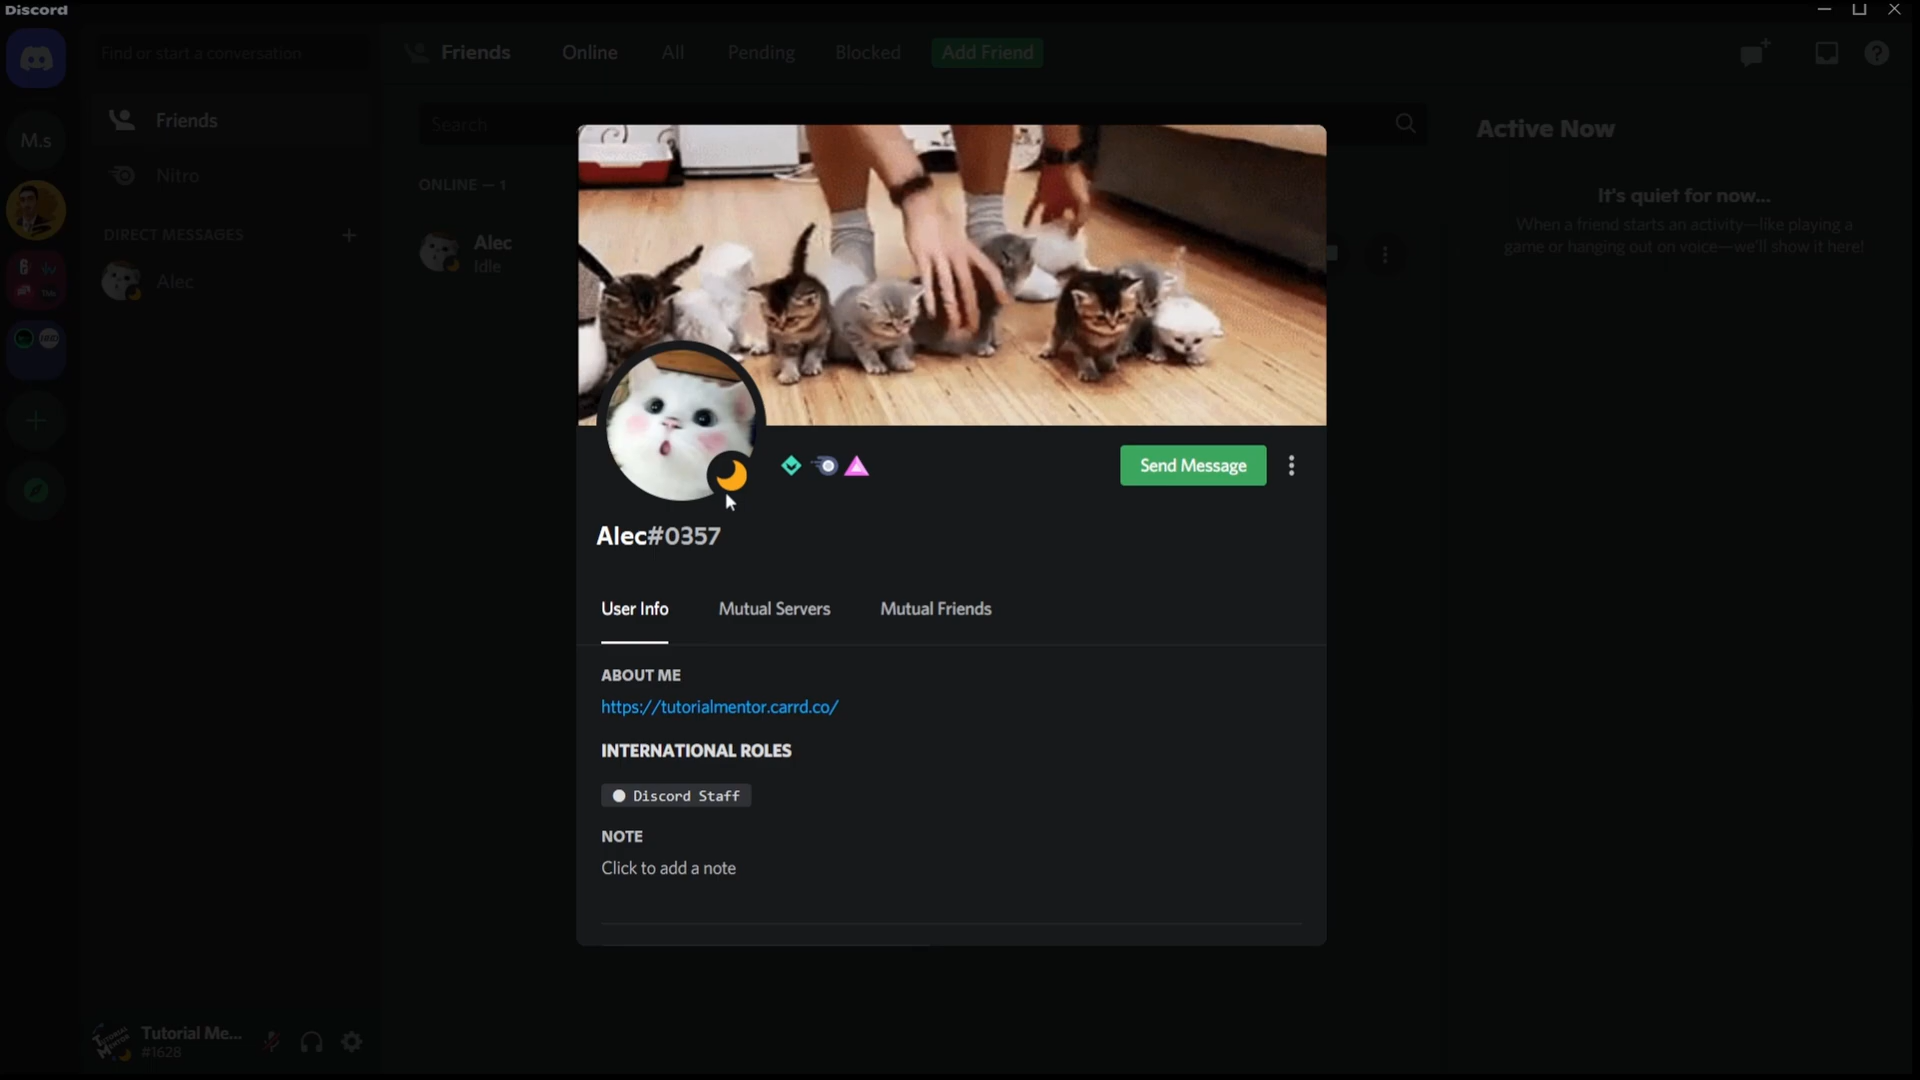 Discord
Find or start a conversation
Friends
Online
All
Pending
Blocked
Add Friend
M.s
Friends
Nitro
DIRECT MESSAGES
Alec
Search
ONLINE — 1
Alec
Idle
Active Now
It's quiet for now...
When a friend starts an activity—like playing a
game or hanging out on voice—we'll show it here!
Send Message
Alec#0357
User Info
Mutual Servers
Mutual Friends
ABOUT ME
https://tutorialmentor.carrd.co/
INTERNATIONAL ROLES
Discord Staff
NOTE
Click to add a note
Tutorial Me...
#1628